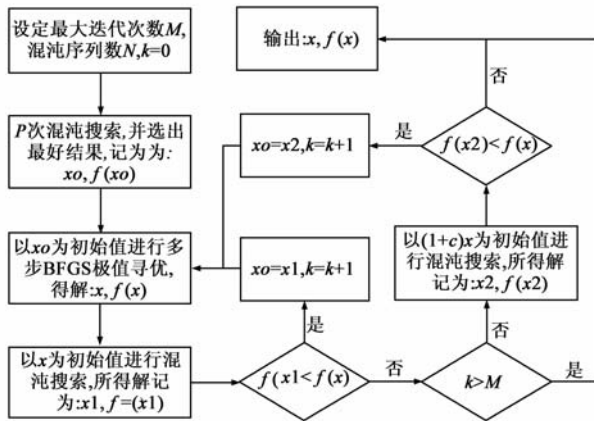 设定最大迭代次数M,
混沌序列数N,k=0
P次混沌搜索,并选出
最好结果,记为为:
xo,f(xo)
以xo为初始值进行多
步BFGS极值寻优,
得解:x,f(x)
以x为初始值进行混
沌搜索,所得解记
为:x1,f=(x1)
f(x1<f(x)
是
否
xo=x1,k=k+1
k>M
是
否
以(1+c)x为初始值进
行混沌搜索,所得解
记为:x2,f(x2)
f(x2)<f(x)
是
否
xo=x2,k=k+1
输出:x,f(x)